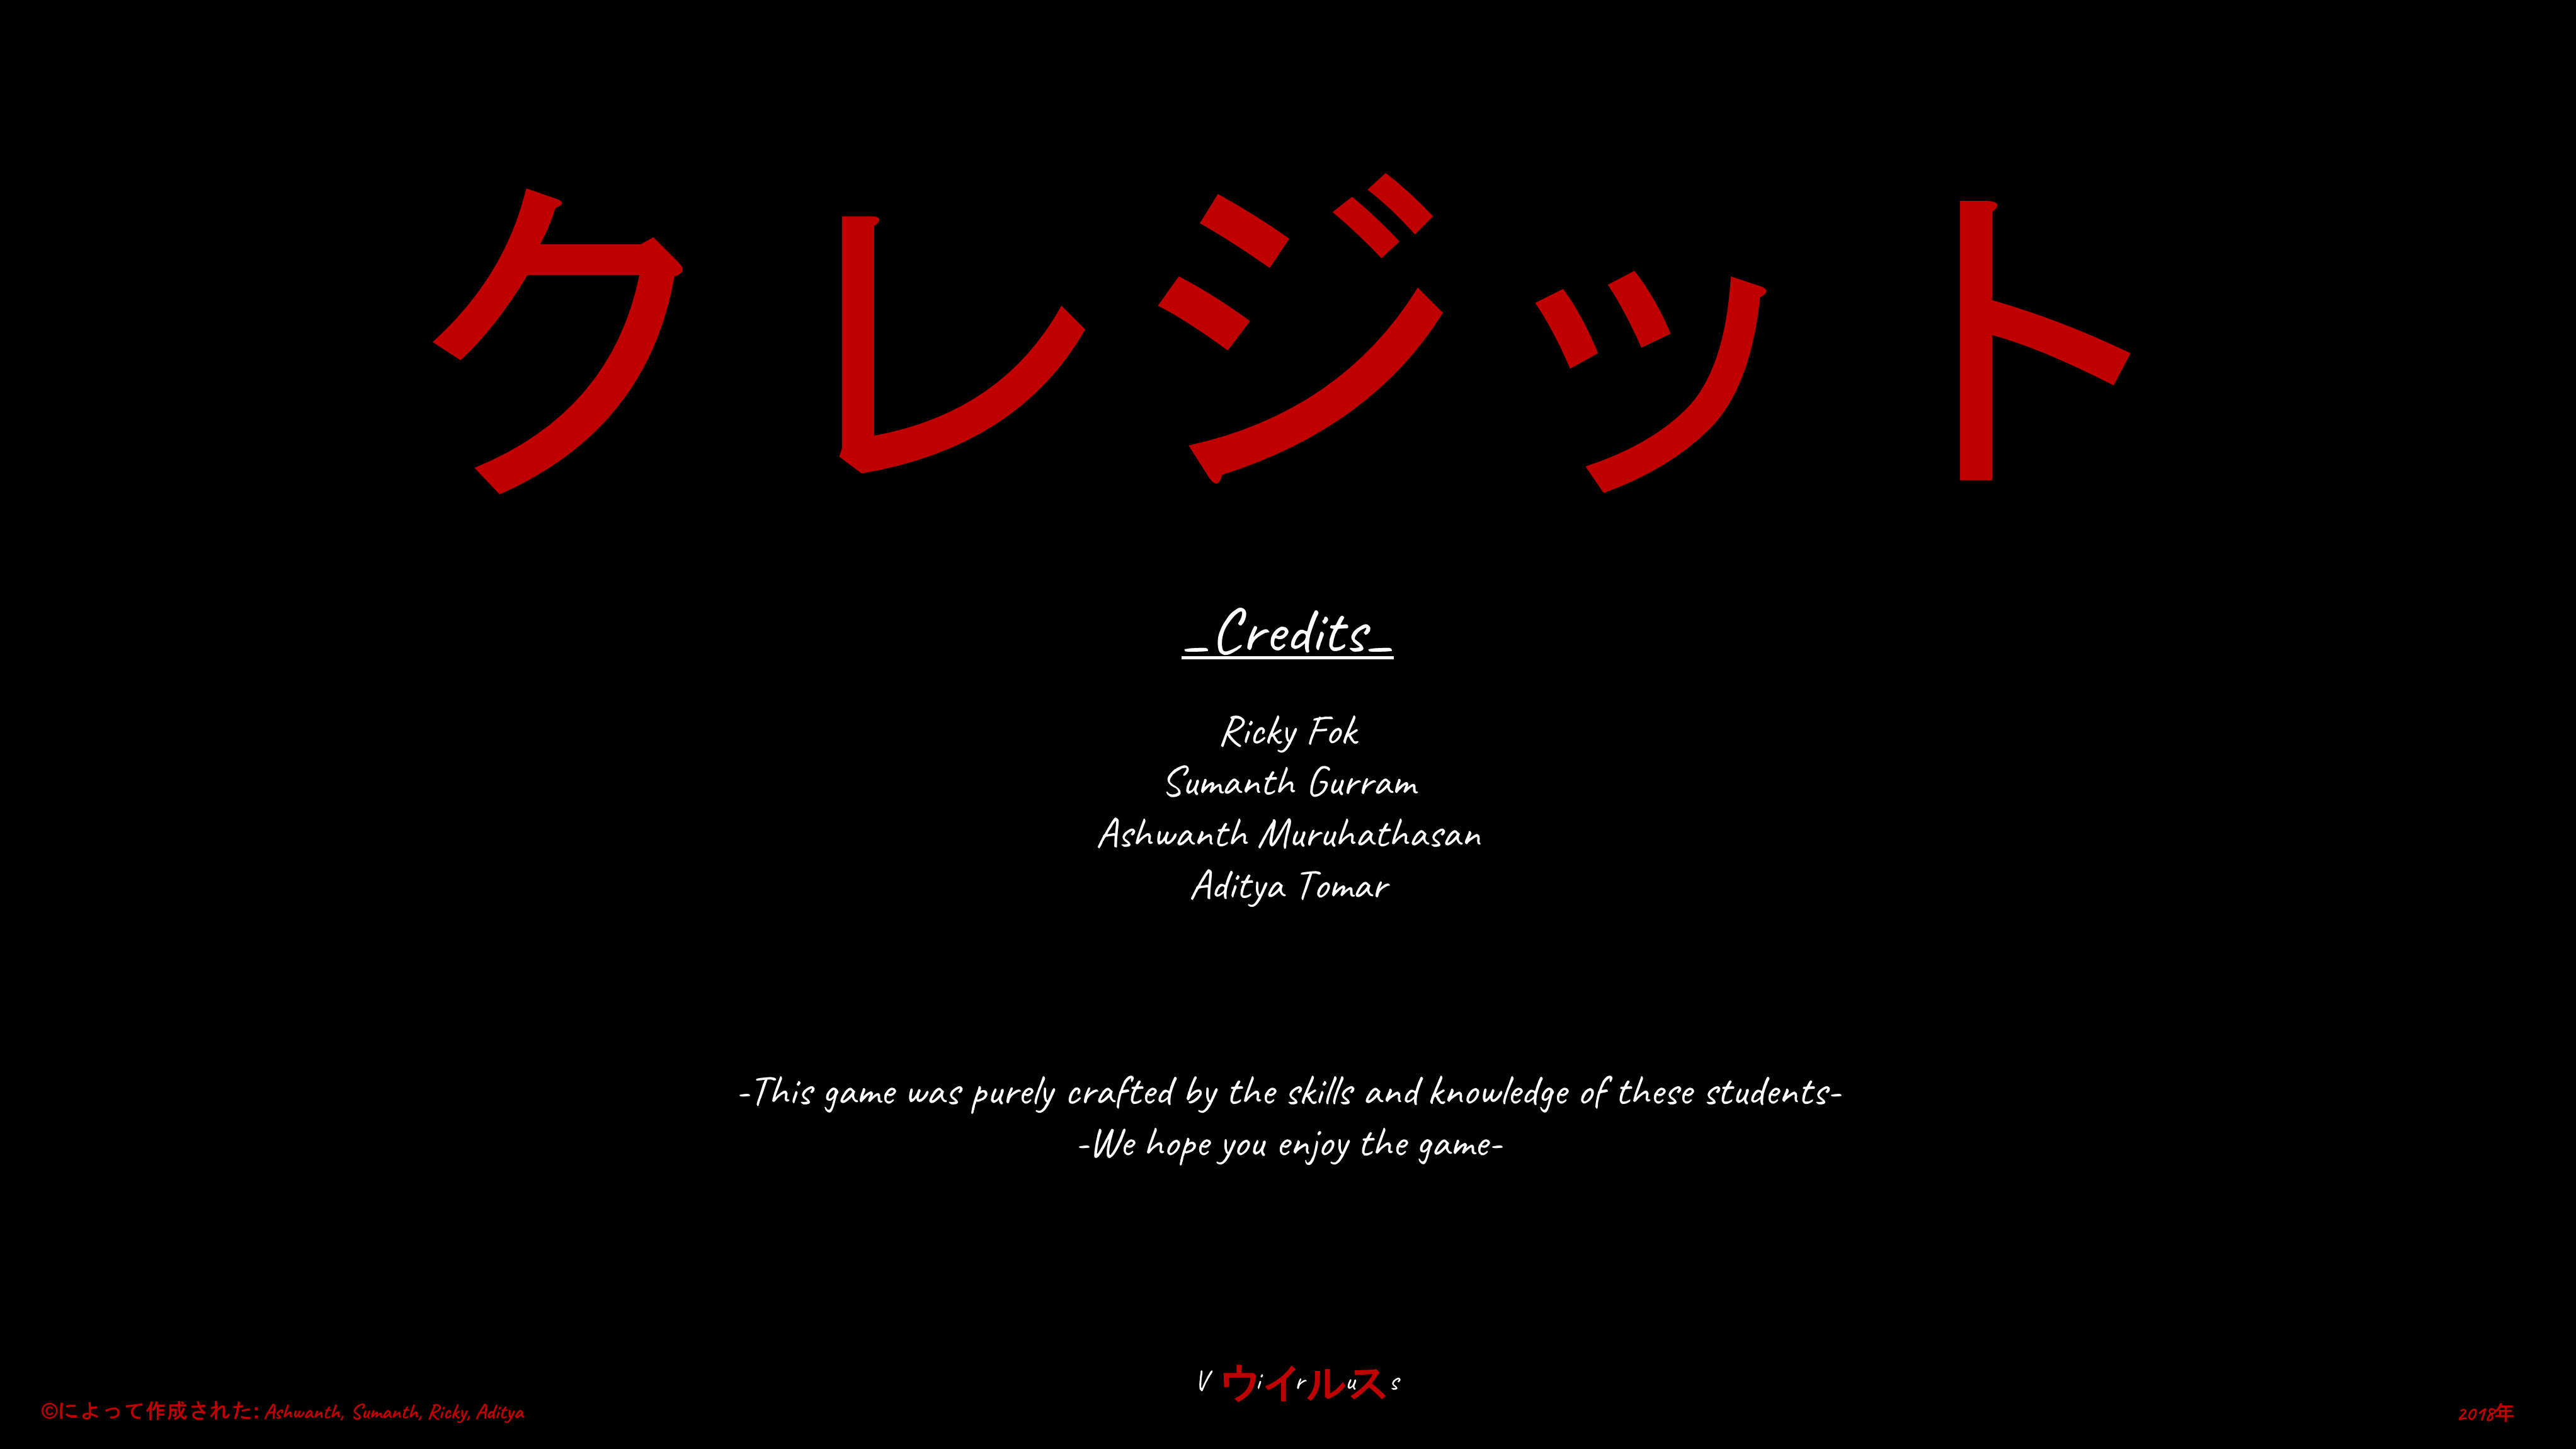 クレジット
_Credits_
Ricky Fok
Sumanth Gurram
Ashwanth Muruhathasan
Aditya Tomar
-This game was purely crafted by the skills and knowledge of these students-
-We hope you enjoy the game-
V ウiイrルuス s
©によって作成された: Ashwanth, Sumanth, Ricky, Aditya
2018年